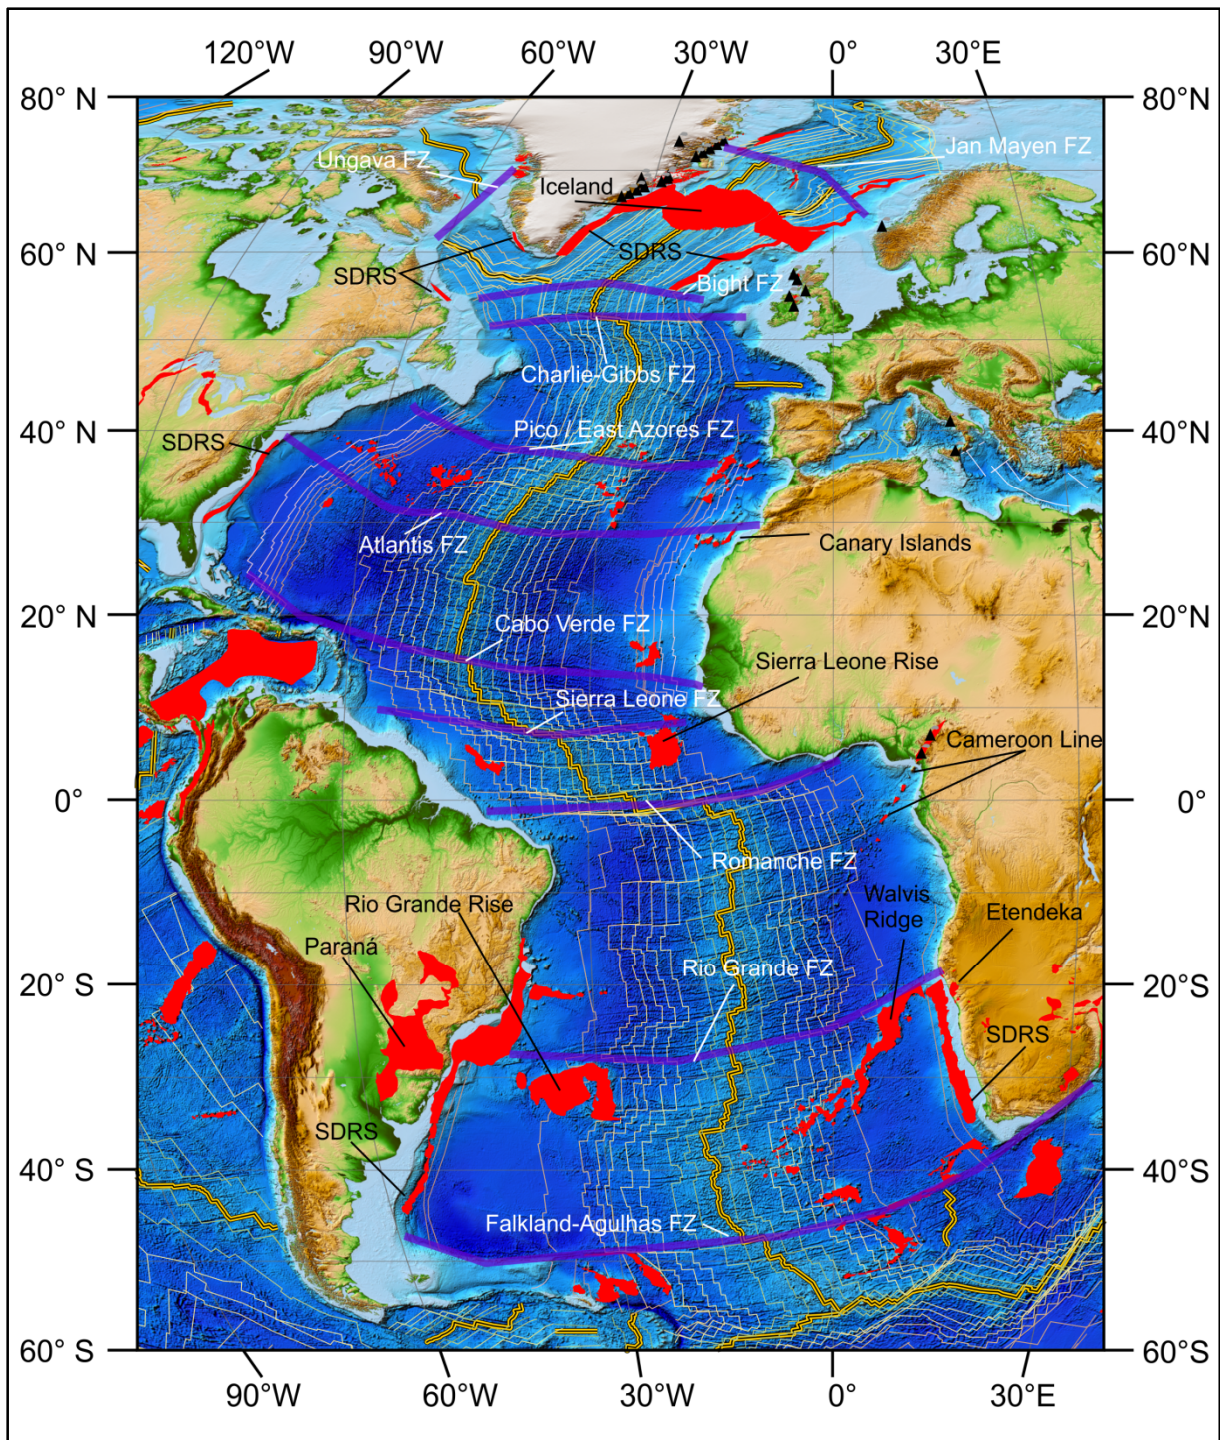 120°W 90°W 60°W 30°W 0° 30°E
80° N 80°N
Jan Mayen FZ
Ungava FZ
Iceland
60° N 60°N
SDRS
SDRS
Bight FZ
Charlie-Gibbs FZ
40° N 40°N
Pico / East Azores FZ
SDRS
Atlantis FZ
Canary Islands
20° N 20°N
Cabo Verde FZ
Sierra Leone Rise
Sierra Leone FZ
Cameroon Line
0° 0°
Romanche FZ
Walvis
Ridge
Rio Grande Rise
Etendeka
Paraná
Rio Grande FZ
20° S 20°S
SDRS
SDRS
40° S 40°S
Falkland-Agulhas FZ
60° S 60°S
90°W 60°W 30°W 0° 30°E